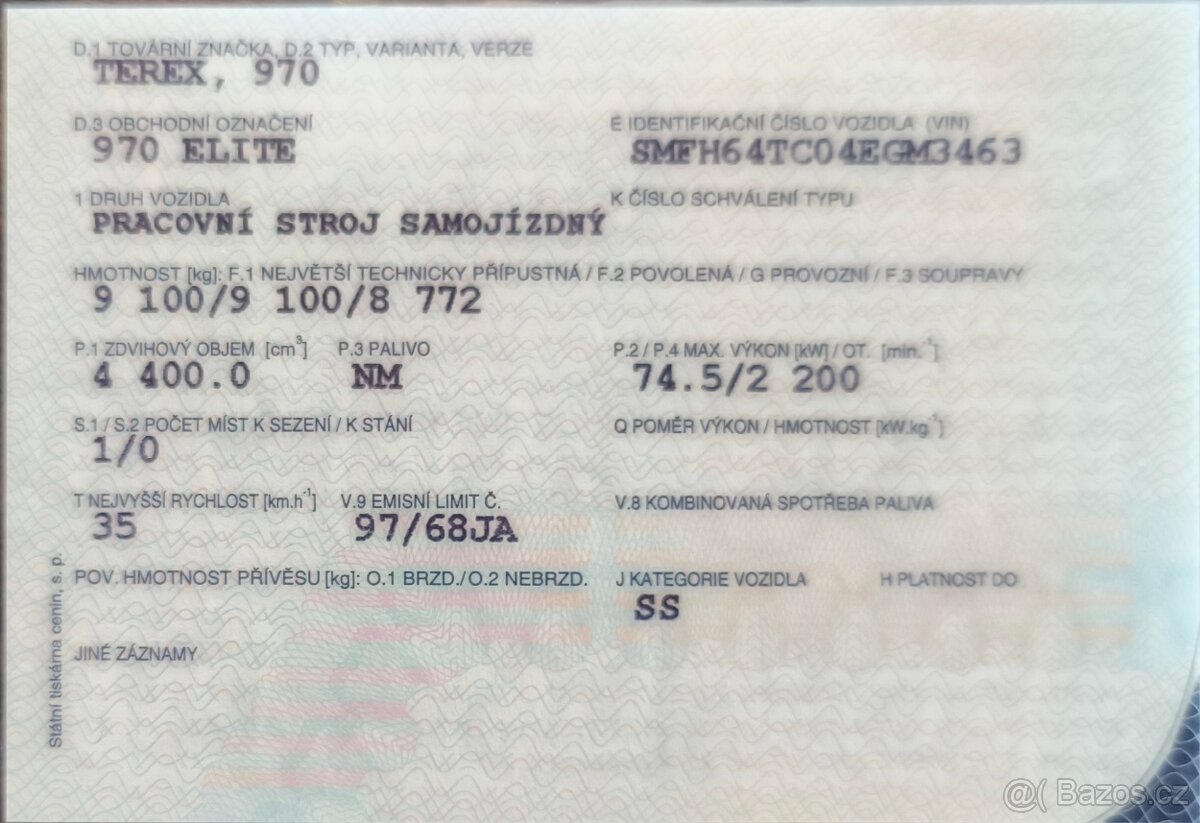 D.1 TOVÁRNÍ ZNAČKA, D.2 TYP, VARIANTA, VERZE
TEREX, 970
D.3 OBCHODNÍ OZNAČENÍ
970 ELITE
E IDENTIFIKAČNÍ ČÍSLO VOZIDLA (VIN)
SMFH64TC04EGM3463
1 DRUH VOZIDLA
PRACOVNÍ STROJ SAMOJÍZDNÝ
K ČÍSLO SCHVÁLENÍ TYPU
HMOTNOST [kg]: F.1 NEJVĚTŠÍ TECHNICKY PŘÍPUSTNÁ / F.2 POVOLENÁ / G PROVOZNÍ / F.3 SOUPRAVY
9 100/9 100/8 772
P.1 ZDVIHOVÝ OBJEM [cm³]
4 400.0
P.3 PALIVO
NM
P.2 / P.4 MAX. VÝKON [kW] / OT. [min.⁻¹]
74.5/2 200
S.1 / S.2 POČET MÍST K SEZENÍ / K STÁNÍ
1/0
Q POMĚR VÝKON / HMOTNOST [kW.kg⁻¹]
T NEJVYŠŠÍ RYCHLOST [km.h⁻¹]
35
V.9 EMISNÍ LIMIT Č.
97/68JA
V.8 KOMBINOVANÁ SPOTŘEBA PALIVA
POV. HMOTNOST PŘÍVĚSU [kg]: O.1 BRZD./O.2 NEBRZD.
J KATEGORIE VOZIDLA
SS
H PLATNOST DO
JINÉ ZÁZNAMY
Státní tiskárna cenin, s. p.
@( Bazos.cz